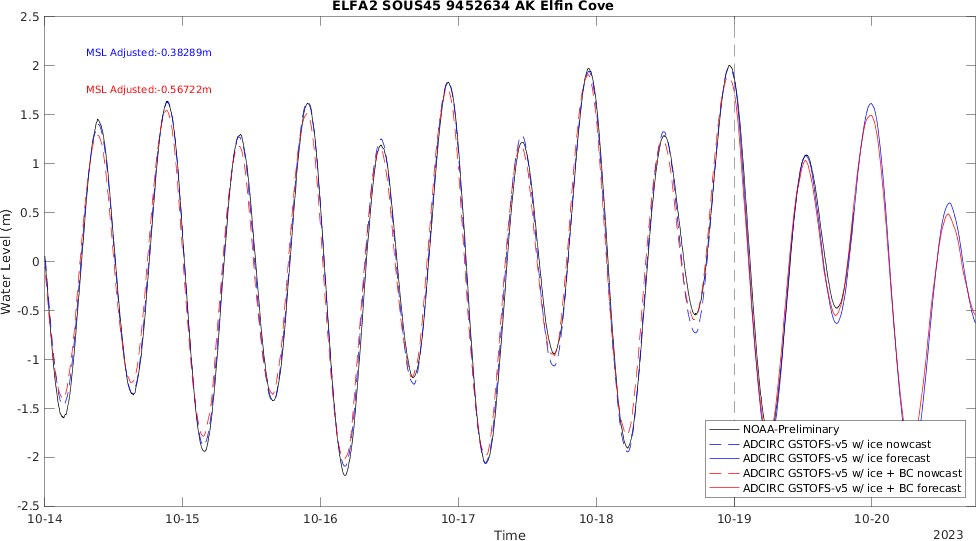 ELFA2 SOUS45 9452634 AK Elfin Cove
2.5
2
1.5
1
0.5
0
-0.5
-1
-1.5
-2
-2.5
Water Level (m)
MSL Adjusted:-0.38289m
MSL Adjusted:-0.56722m
NOAA-Preliminary
ADCIRC GSTOFS-v5 w/ ice nowcast
ADCIRC GSTOFS-v5 w/ ice forecast
ADCIRC GSTOFS-v5 w/ ice + BC nowcast
ADCIRC GSTOFS-v5 w/ ice + BC forecast
10-14 10-15 10-16 10-17 10-18 10-19 10-20
Time
2023